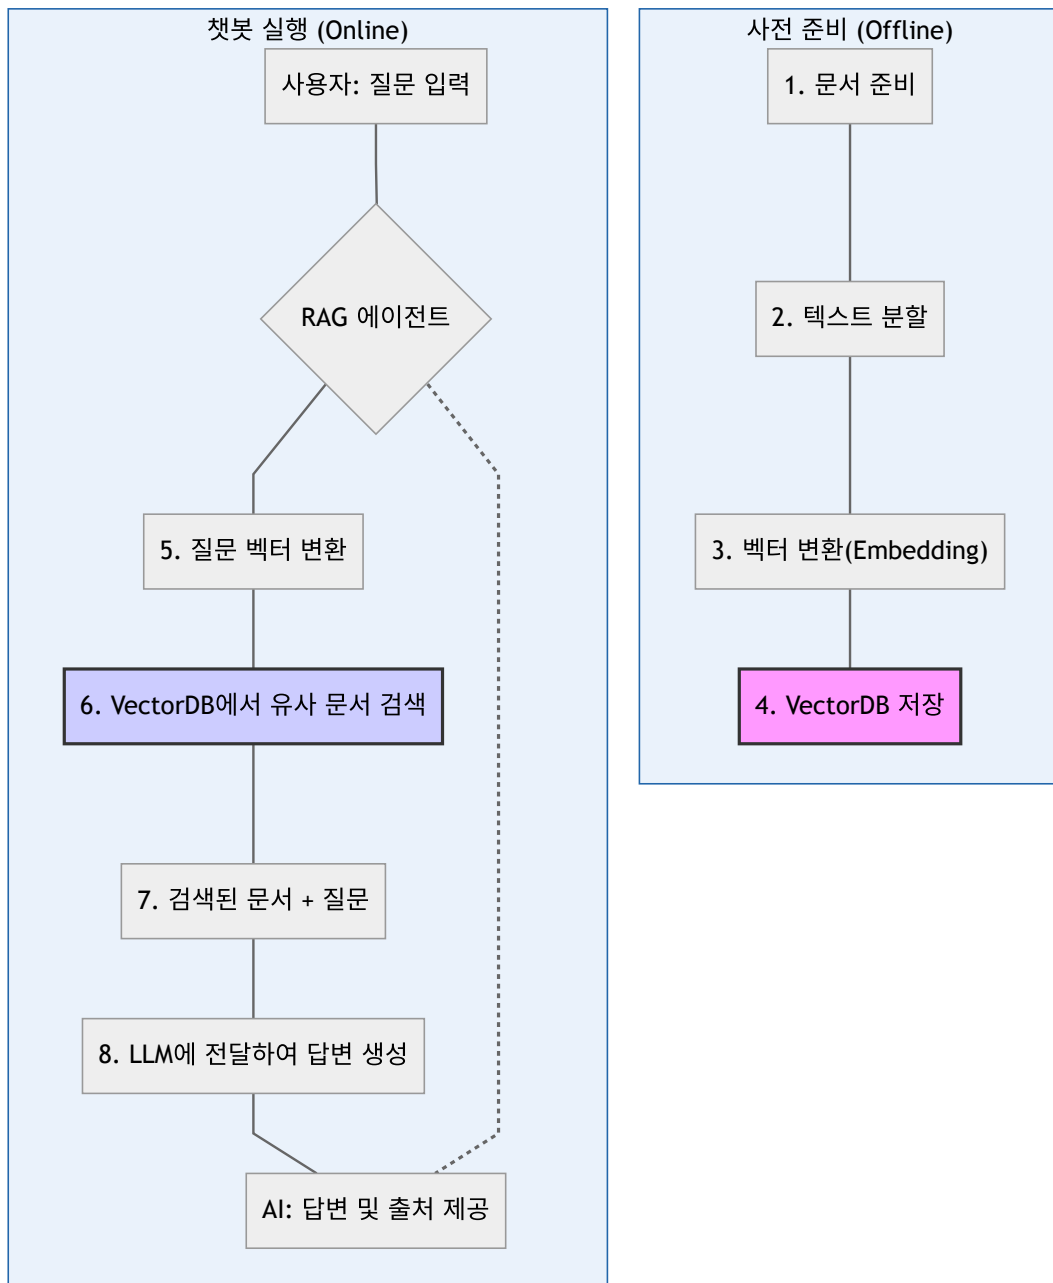 챗봇 실행 (Online)
사용자: 질문 입력
RAG 에이전트
5. 질문 벡터 변환
6. VectorDB에서 유사 문서 검색
7. 검색된 문서 + 질문
8. LLM에 전달하여 답변 생성
AI: 답변 및 출처 제공
사전 준비 (Offline)
1. 문서 준비
2. 텍스트 분할
3. 벡터 변환(Embedding)
4. VectorDB 저장